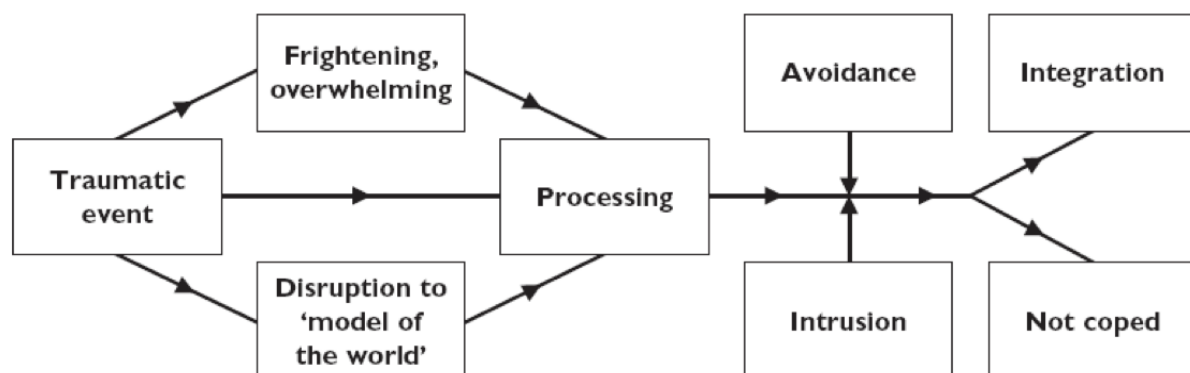 Frightening,
overwhelming
Avoidance
Integration
Traumatic
event
Processing
Disruption to
‘model of
the world’
Intrusion
Not coped